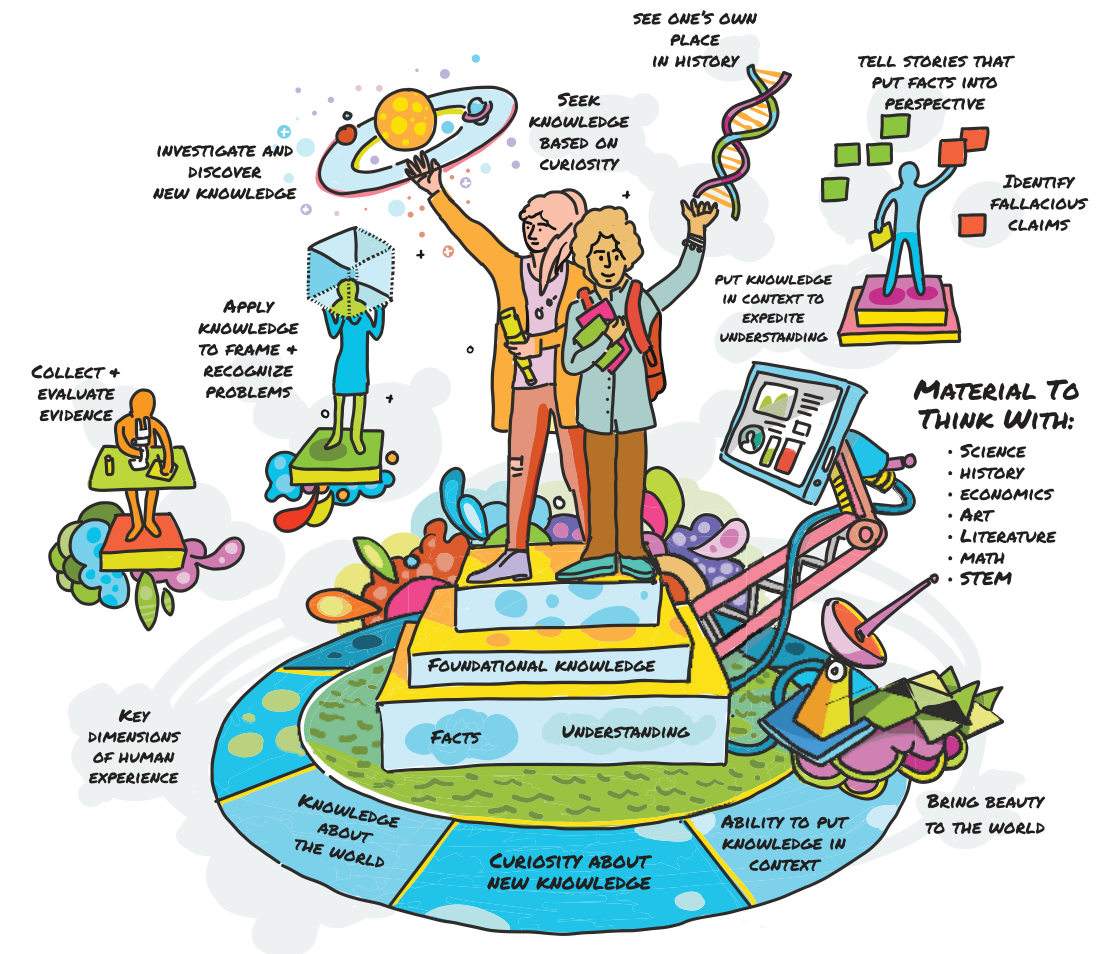 SEE ONE'S OWN
PLACE
IN HISTORY
TELL STORIES THAT
PUT FACTS INTO
PERSPECTIVE
SEEK
KNOWLEDGE
BASED ON
CURIOSITY
INVESTIGATE AND
DISCOVER
NEW KNOWLEDGE
IDENTIFY
FALLACIOUS
CLAIMS
PUT KNOWLEDGE
IN CONTEXT TO
EXPEDITE
UNDERSTANDING
APPLY
KNOWLEDGE
TO FRAME +
RECOGNIZE
PROBLEMS
COLLECT +
EVALUATE
EVIDENCE
MATERIAL TO
THINK WITH:
• SCIENCE
• HISTORY
• ECONOMICS
• ART
• LITERATURE
• MATH
• STEM
FOUNDATIONAL KNOWLEDGE
FACTS
UNDERSTANDING
KEY
DIMENSIONS
OF HUMAN
EXPERIENCE
KNOWLEDGE
ABOUT
THE WORLD
CURIOSITY ABOUT
NEW KNOWLEDGE
ABILITY TO PUT
KNOWLEDGE IN
CONTEXT
BRING BEAUTY
TO THE WORLD